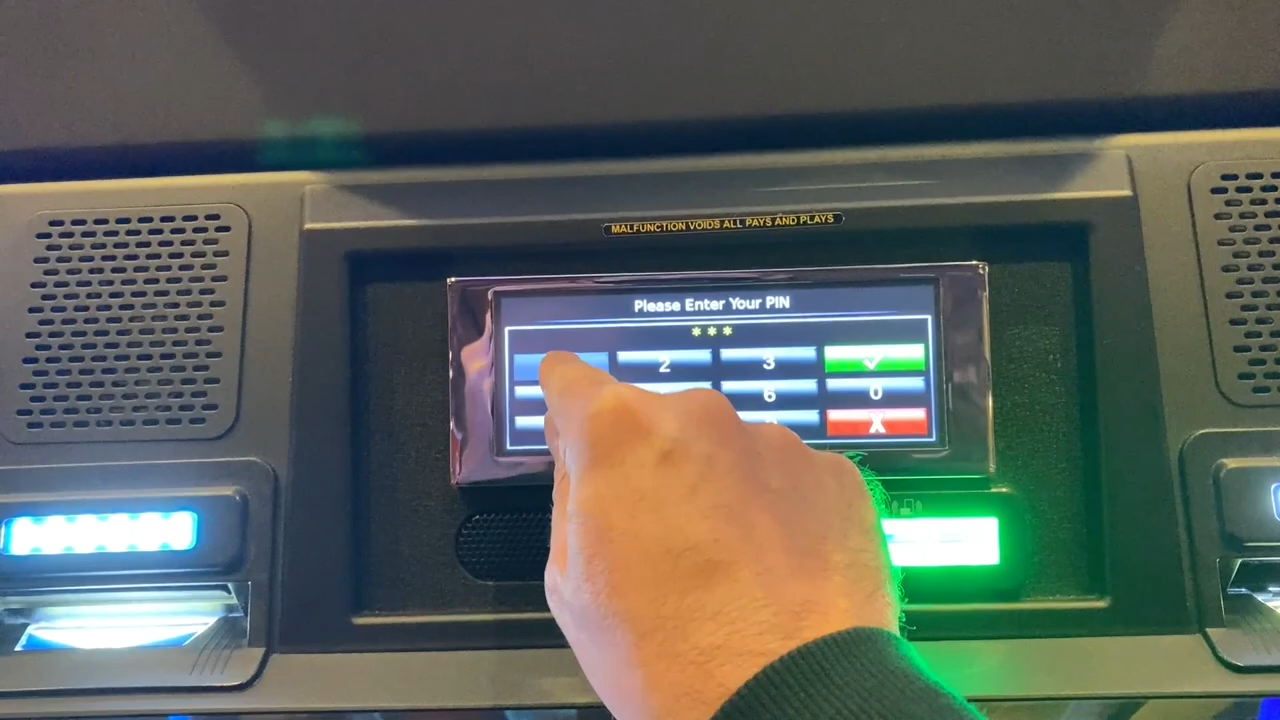 MALFUNCTION VOIDS ALL PAYS AND PLAYS
Please Enter Your PIN
***
2 3 ✓
6 0
X